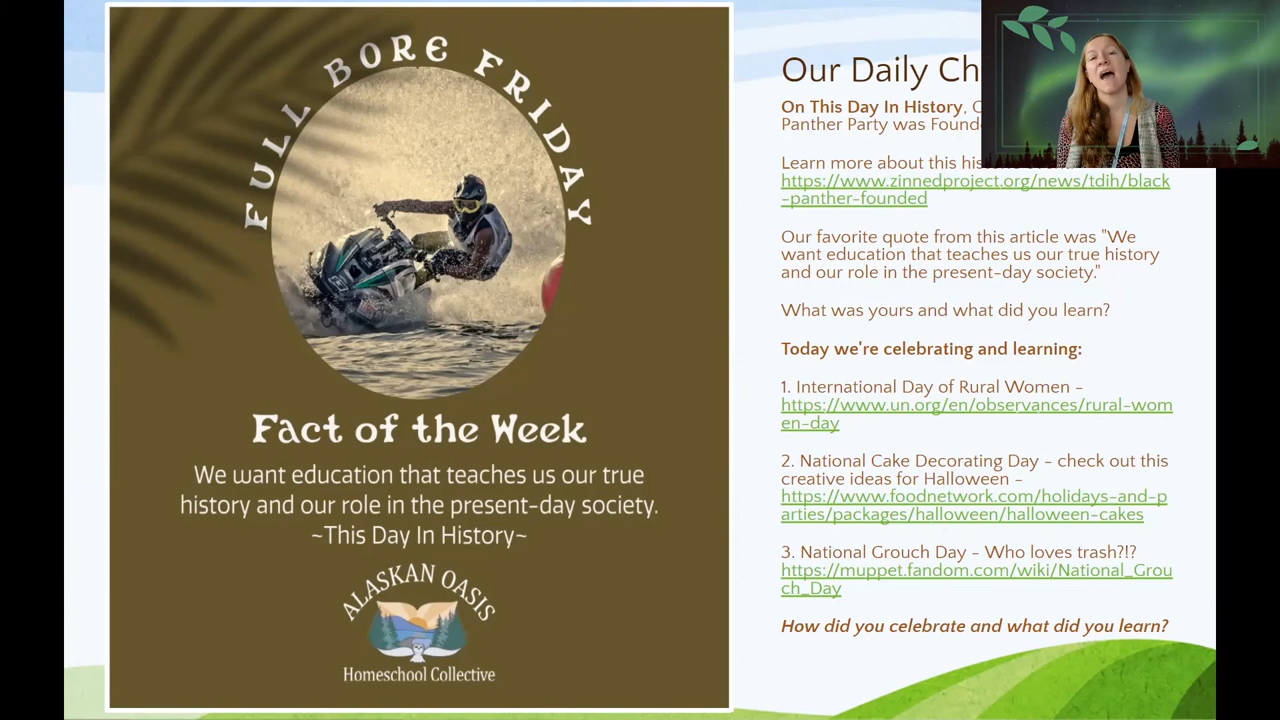 FULL BORE FRIDAY
Fact of the Week
We want education that teaches us our true
history and our role in the present-day society.
~This Day In History~
ALASKAN OASIS
Homeschool Collective
Our Daily Ch
On This Day In History,
Panther Party was
Learn more about this
https://www.zinnedproject.org/news/tdih/black
-panther-founded
Our favorite quote from this article was "We
want education that teaches us our true history
and our role in the present-day society."
What was yours and what did you learn?
Today we're celebrating and learning:
1. International Day of Rural Women -
https://www.un.org/en/observances/rural-wom
en-day
2. National Cake Decorating Day - check out this
creative ideas for Halloween -
https://www.foodnetwork.com/holidays-and-p
arties/packages/halloween/halloween-cakes
3. National Grouch Day - Who loves trash?!?
https://muppet.fandom.com/wiki/National_Grou
ch_Day
How did you celebrate and what did you learn?